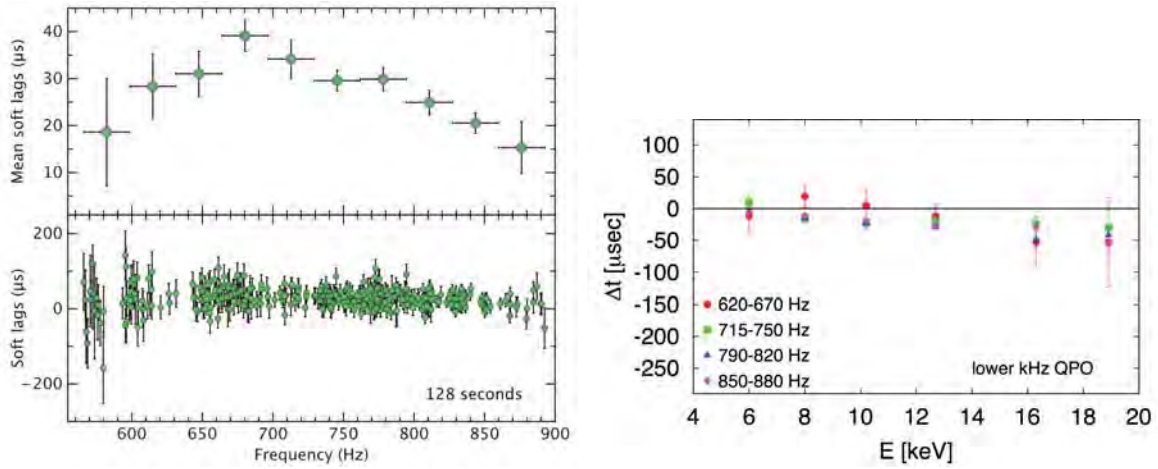 Mean soft lags (μs)
40
30
20
10
Soft lags (μs)
200
0
−200
128 seconds
600 650 700 750 800 850 900
Frequency (Hz)
Δt [μsec]
100
50
0
-50
-100
-150
-200
-250
620-670 Hz
715-750 Hz
790-820 Hz
850-880 Hz
lower kHz QPO
4 6 8 10 12 14 16 18 20
E [keV]